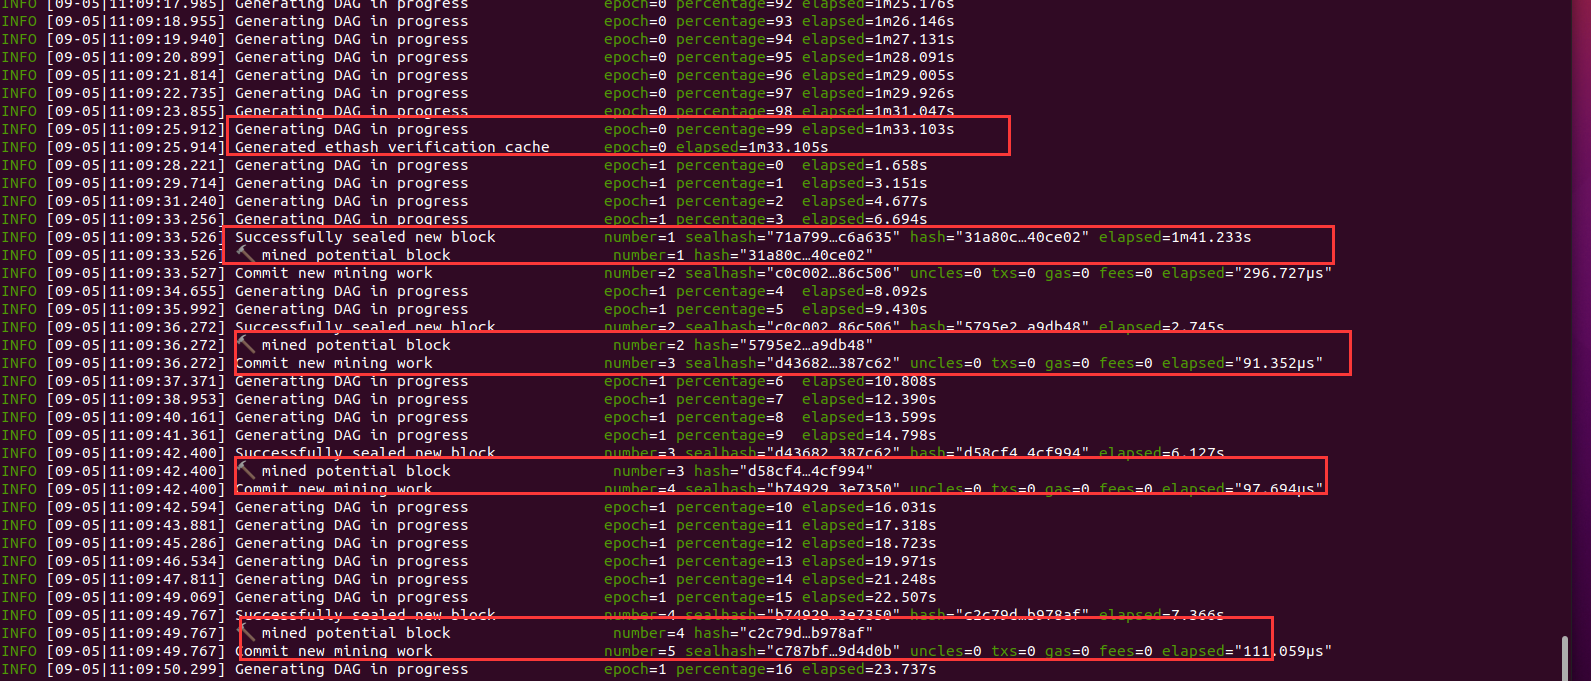 INFO [09-05|11:09:17.985] Generating DAG in progress epoch=0 percentage=92 elapsed=1m25.176s
INFO [09-05|11:09:18.955] Generating DAG in progress epoch=0 percentage=93 elapsed=1m26.146s
INFO [09-05|11:09:19.940] Generating DAG in progress epoch=0 percentage=94 elapsed=1m27.131s
INFO [09-05|11:09:20.899] Generating DAG in progress epoch=0 percentage=95 elapsed=1m28.091s
INFO [09-05|11:09:21.814] Generating DAG in progress epoch=0 percentage=96 elapsed=1m29.005s
INFO [09-05|11:09:22.735] Generating DAG in progress epoch=0 percentage=97 elapsed=1m29.926s
INFO [09-05|11:09:23.855] Generating DAG in progress epoch=0 percentage=98 elapsed=1m31.047s
INFO [09-05|11:09:25.912] Generating DAG in progress epoch=0 percentage=99 elapsed=1m33.103s
INFO [09-05|11:09:25.914] Generated ethash verification cache epoch=0 elapsed=1m33.105s
INFO [09-05|11:09:28.221] Generating DAG in progress epoch=1 percentage=0 elapsed=1.658s
INFO [09-05|11:09:29.714] Generating DAG in progress epoch=1 percentage=1 elapsed=3.151s
INFO [09-05|11:09:31.240] Generating DAG in progress epoch=1 percentage=2 elapsed=4.677s
INFO [09-05|11:09:33.256] Generating DAG in progress epoch=1 percentage=3 elapsed=6.694s
INFO [09-05|11:09:33.526] Successfully sealed new block number=1 sealhash="71a799…c6a635" hash="31a80c…40ce02" elapsed=1m41.233s
INFO [09-05|11:09:33.526] 🔨 mined potential block number=1 hash="31a80c…40ce02"
INFO [09-05|11:09:33.527] Commit new mining work number=2 sealhash="c0c002…86c506" uncles=0 txs=0 gas=0 fees=0 elapsed="296.727µs"
INFO [09-05|11:09:34.655] Generating DAG in progress epoch=1 percentage=4 elapsed=8.092s
INFO [09-05|11:09:35.992] Generating DAG in progress epoch=1 percentage=5 elapsed=9.430s
INFO [09-05|11:09:36.272] Successfully sealed new block number=2 sealhash="c0c002…86c506" hash="5795e2…a9db48" elapsed=2.745s
INFO [09-05|11:09:36.272] 🔨 mined potential block number=2 hash="5795e2…a9db48"
INFO [09-05|11:09:36.272] Commit new mining work number=3 sealhash="d43682…387c62" uncles=0 txs=0 gas=0 fees=0 elapsed="91.352µs"
INFO [09-05|11:09:37.371] Generating DAG in progress epoch=1 percentage=6 elapsed=10.808s
INFO [09-05|11:09:38.953] Generating DAG in progress epoch=1 percentage=7 elapsed=12.390s
INFO [09-05|11:09:40.161] Generating DAG in progress epoch=1 percentage=8 elapsed=13.599s
INFO [09-05|11:09:41.361] Generating DAG in progress epoch=1 percentage=9 elapsed=14.798s
INFO [09-05|11:09:42.400] Successfully sealed new block number=3 sealhash="d43682…387c62" hash="d58cf4…4cf994" elapsed=6.127s
INFO [09-05|11:09:42.400] 🔨 mined potential block number=3 hash="d58cf4…4cf994"
INFO [09-05|11:09:42.400] Commit new mining work number=4 sealhash="b74929…3e7350" uncles=0 txs=0 gas=0 fees=0 elapsed="97.694µs"
INFO [09-05|11:09:42.594] Generating DAG in progress epoch=1 percentage=10 elapsed=16.031s
INFO [09-05|11:09:43.881] Generating DAG in progress epoch=1 percentage=11 elapsed=17.318s
INFO [09-05|11:09:45.286] Generating DAG in progress epoch=1 percentage=12 elapsed=18.723s
INFO [09-05|11:09:46.534] Generating DAG in progress epoch=1 percentage=13 elapsed=19.971s
INFO [09-05|11:09:47.811] Generating DAG in progress epoch=1 percentage=14 elapsed=21.248s
INFO [09-05|11:09:49.069] Generating DAG in progress epoch=1 percentage=15 elapsed=22.507s
INFO [09-05|11:09:49.767] Successfully sealed new block number=4 sealhash="b74929…3e7350" hash="c2c79d…b978af" elapsed=7.366s
INFO [09-05|11:09:49.767] 🔨 mined potential block number=4 hash="c2c79d…b978af"
INFO [09-05|11:09:49.767] Commit new mining work number=5 sealhash="c787bf…9d4d0b" uncles=0 txs=0 gas=0 fees=0 elapsed="111.059µs"
INFO [09-05|11:09:50.299] Generating DAG in progress epoch=1 percentage=16 elapsed=23.737s